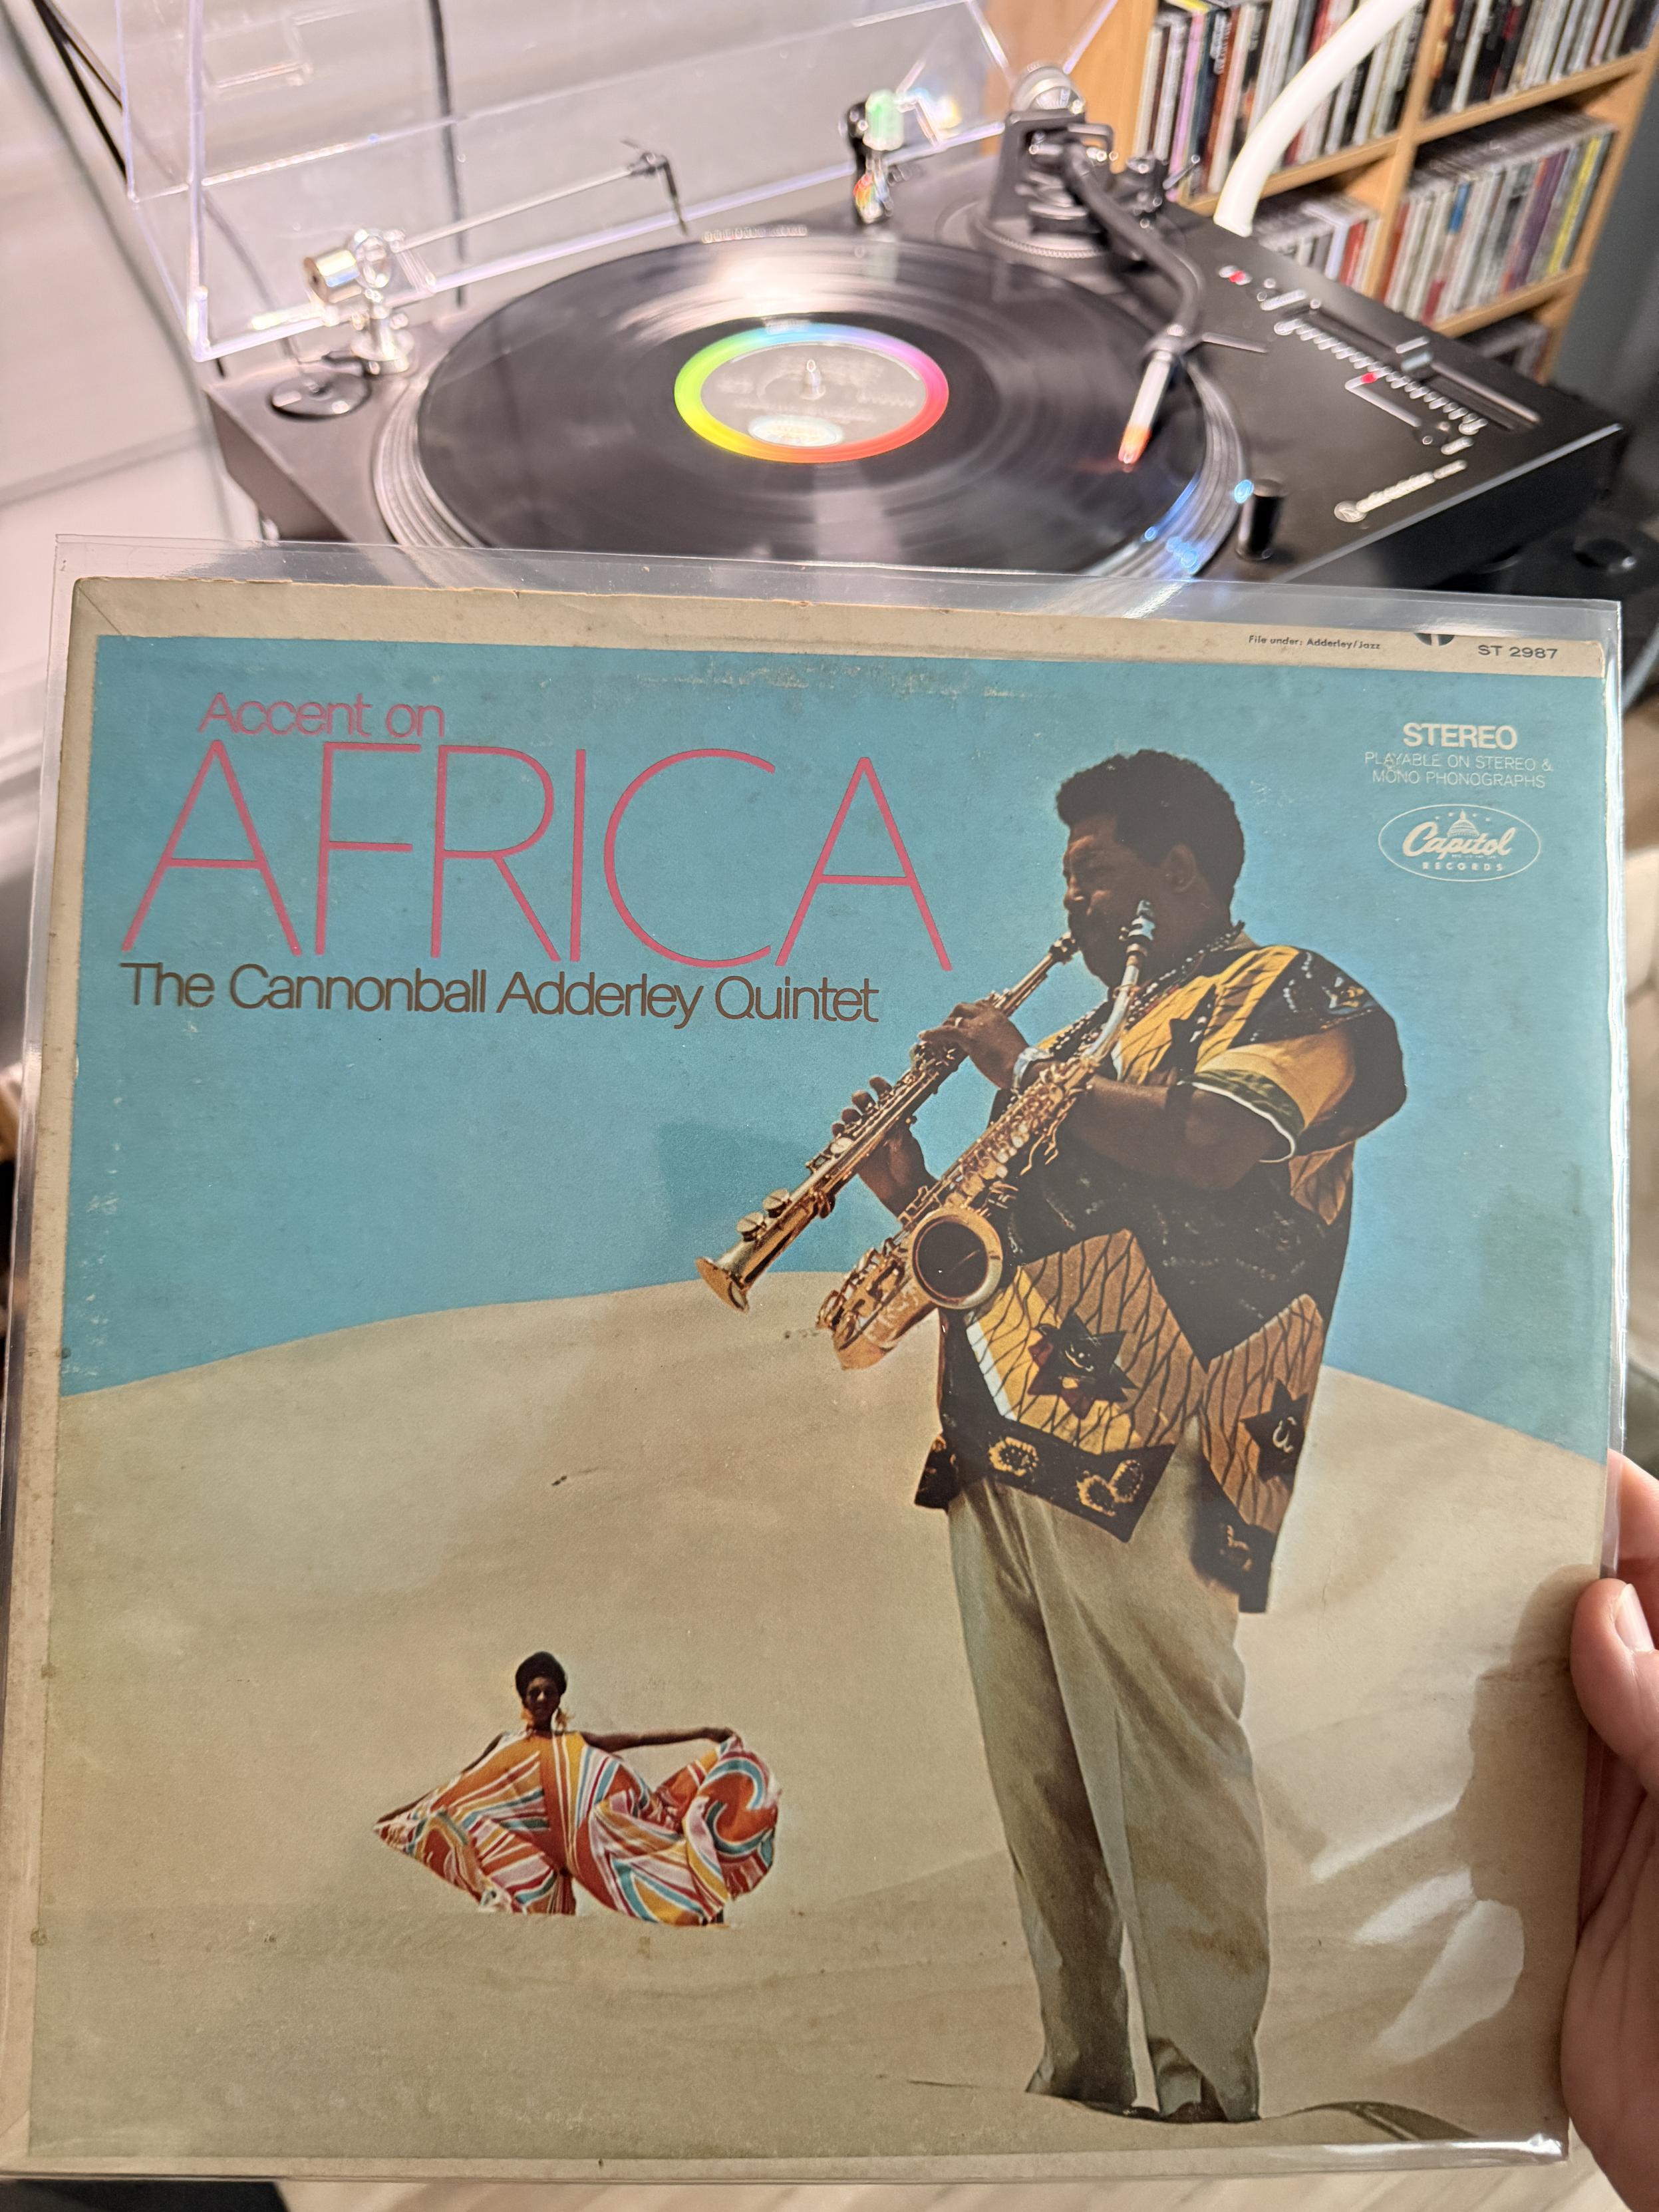 File under: Adderley/Jazz
ST 2987
Accent on
AFRICA
The Cannonball Adderley Quintet
STEREO
PLAYABLE ON STEREO &
MONO PHONOGRAPHS
Capitol
RECORDS